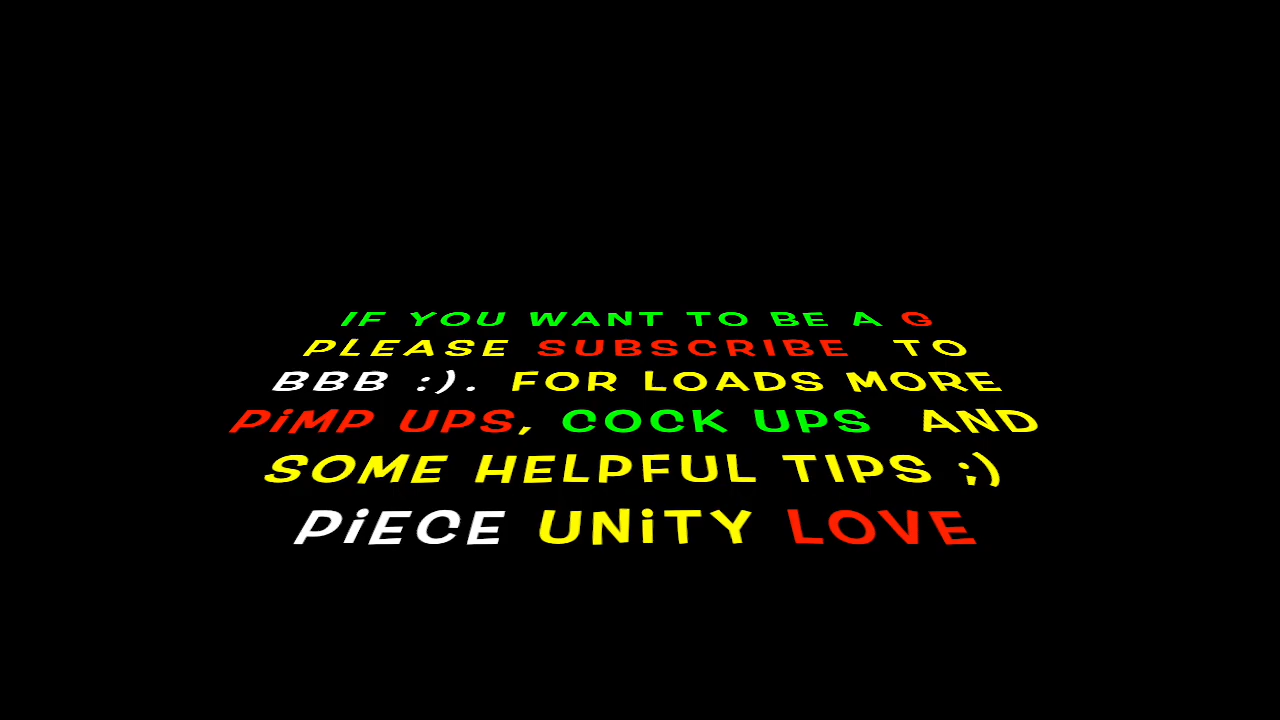 IF YOU WANT TO BE A G
PLEASE SUBSCRIBE TO
BBB :). FOR LOADS MORE
PiMP UPS, COCK UPS AND
SOME HELPFUL TIPS ;)
PiECE UNiTY LOVE